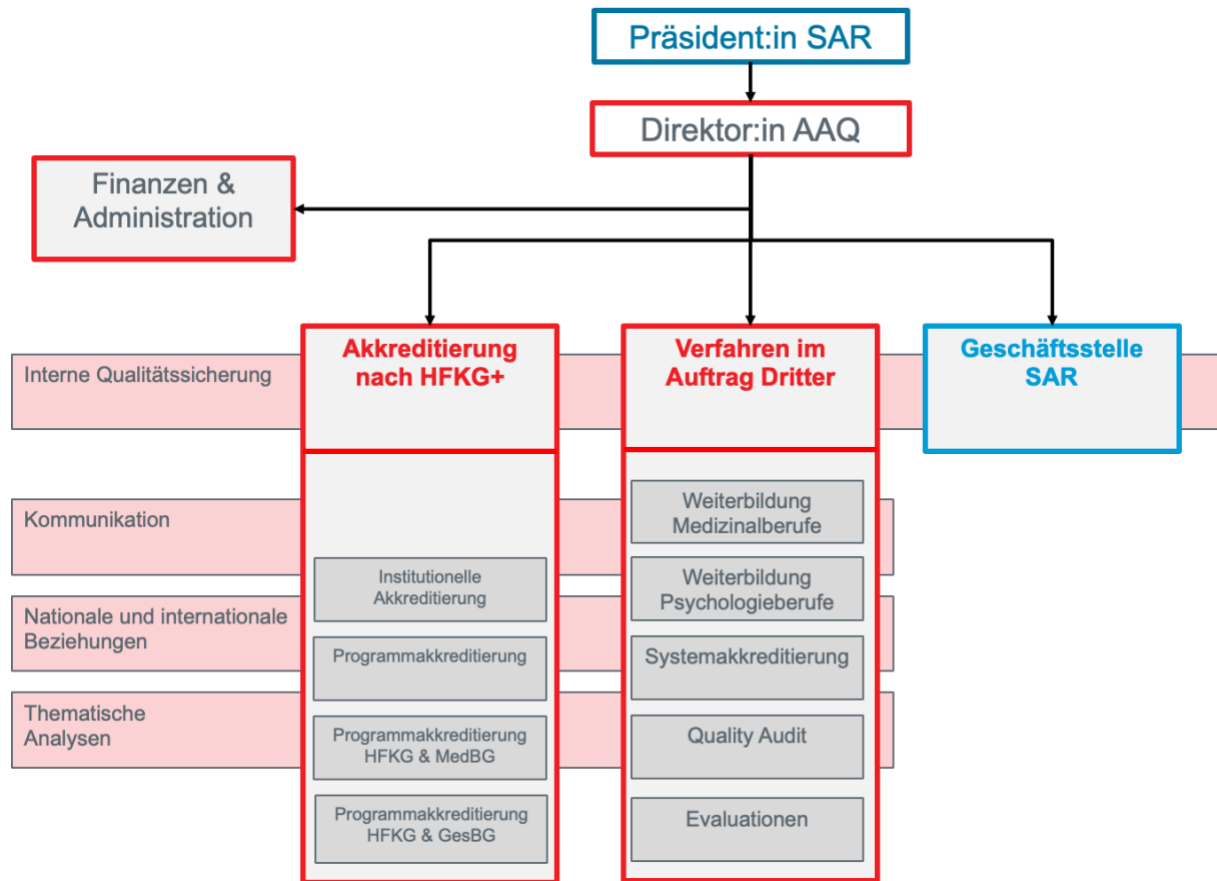 Präsident:in SAR
Direktor:in AAQ
Finanzen &
Administration
Akkreditierung
nach HFKG+
Verfahren im
Auftrag Dritter
Geschäftsstelle
SAR
Interne Qualitätssicherung
Kommunikation
Nationale und internationale
Beziehungen
Thematische
Analysen
Institutionelle
Akkreditierung
Programmakkreditierung
Programmakkreditierung
HFKG & MedBG
Programmakkreditierung
HFKG & GesBG
Weiterbildung
Medizinalberufe
Weiterbildung
Psychologieberufe
Systemakkreditierung
Quality Audit
Evaluationen